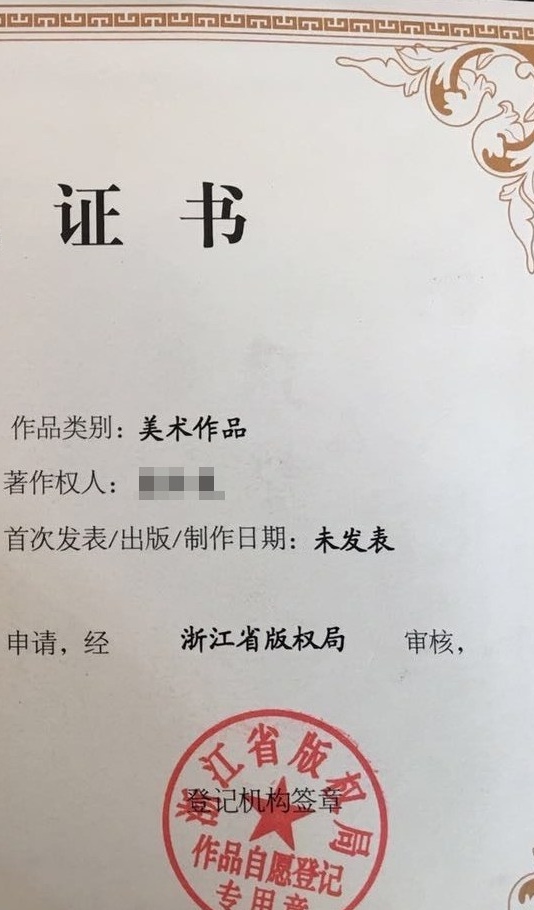 证 书
作品类别：美术作品
著作权人：
首次发表/出版/制作日期：未发表
申请，经 浙江省版权局 审核，
浙江省版权局
登记机构签章
作品自愿登记
专用章